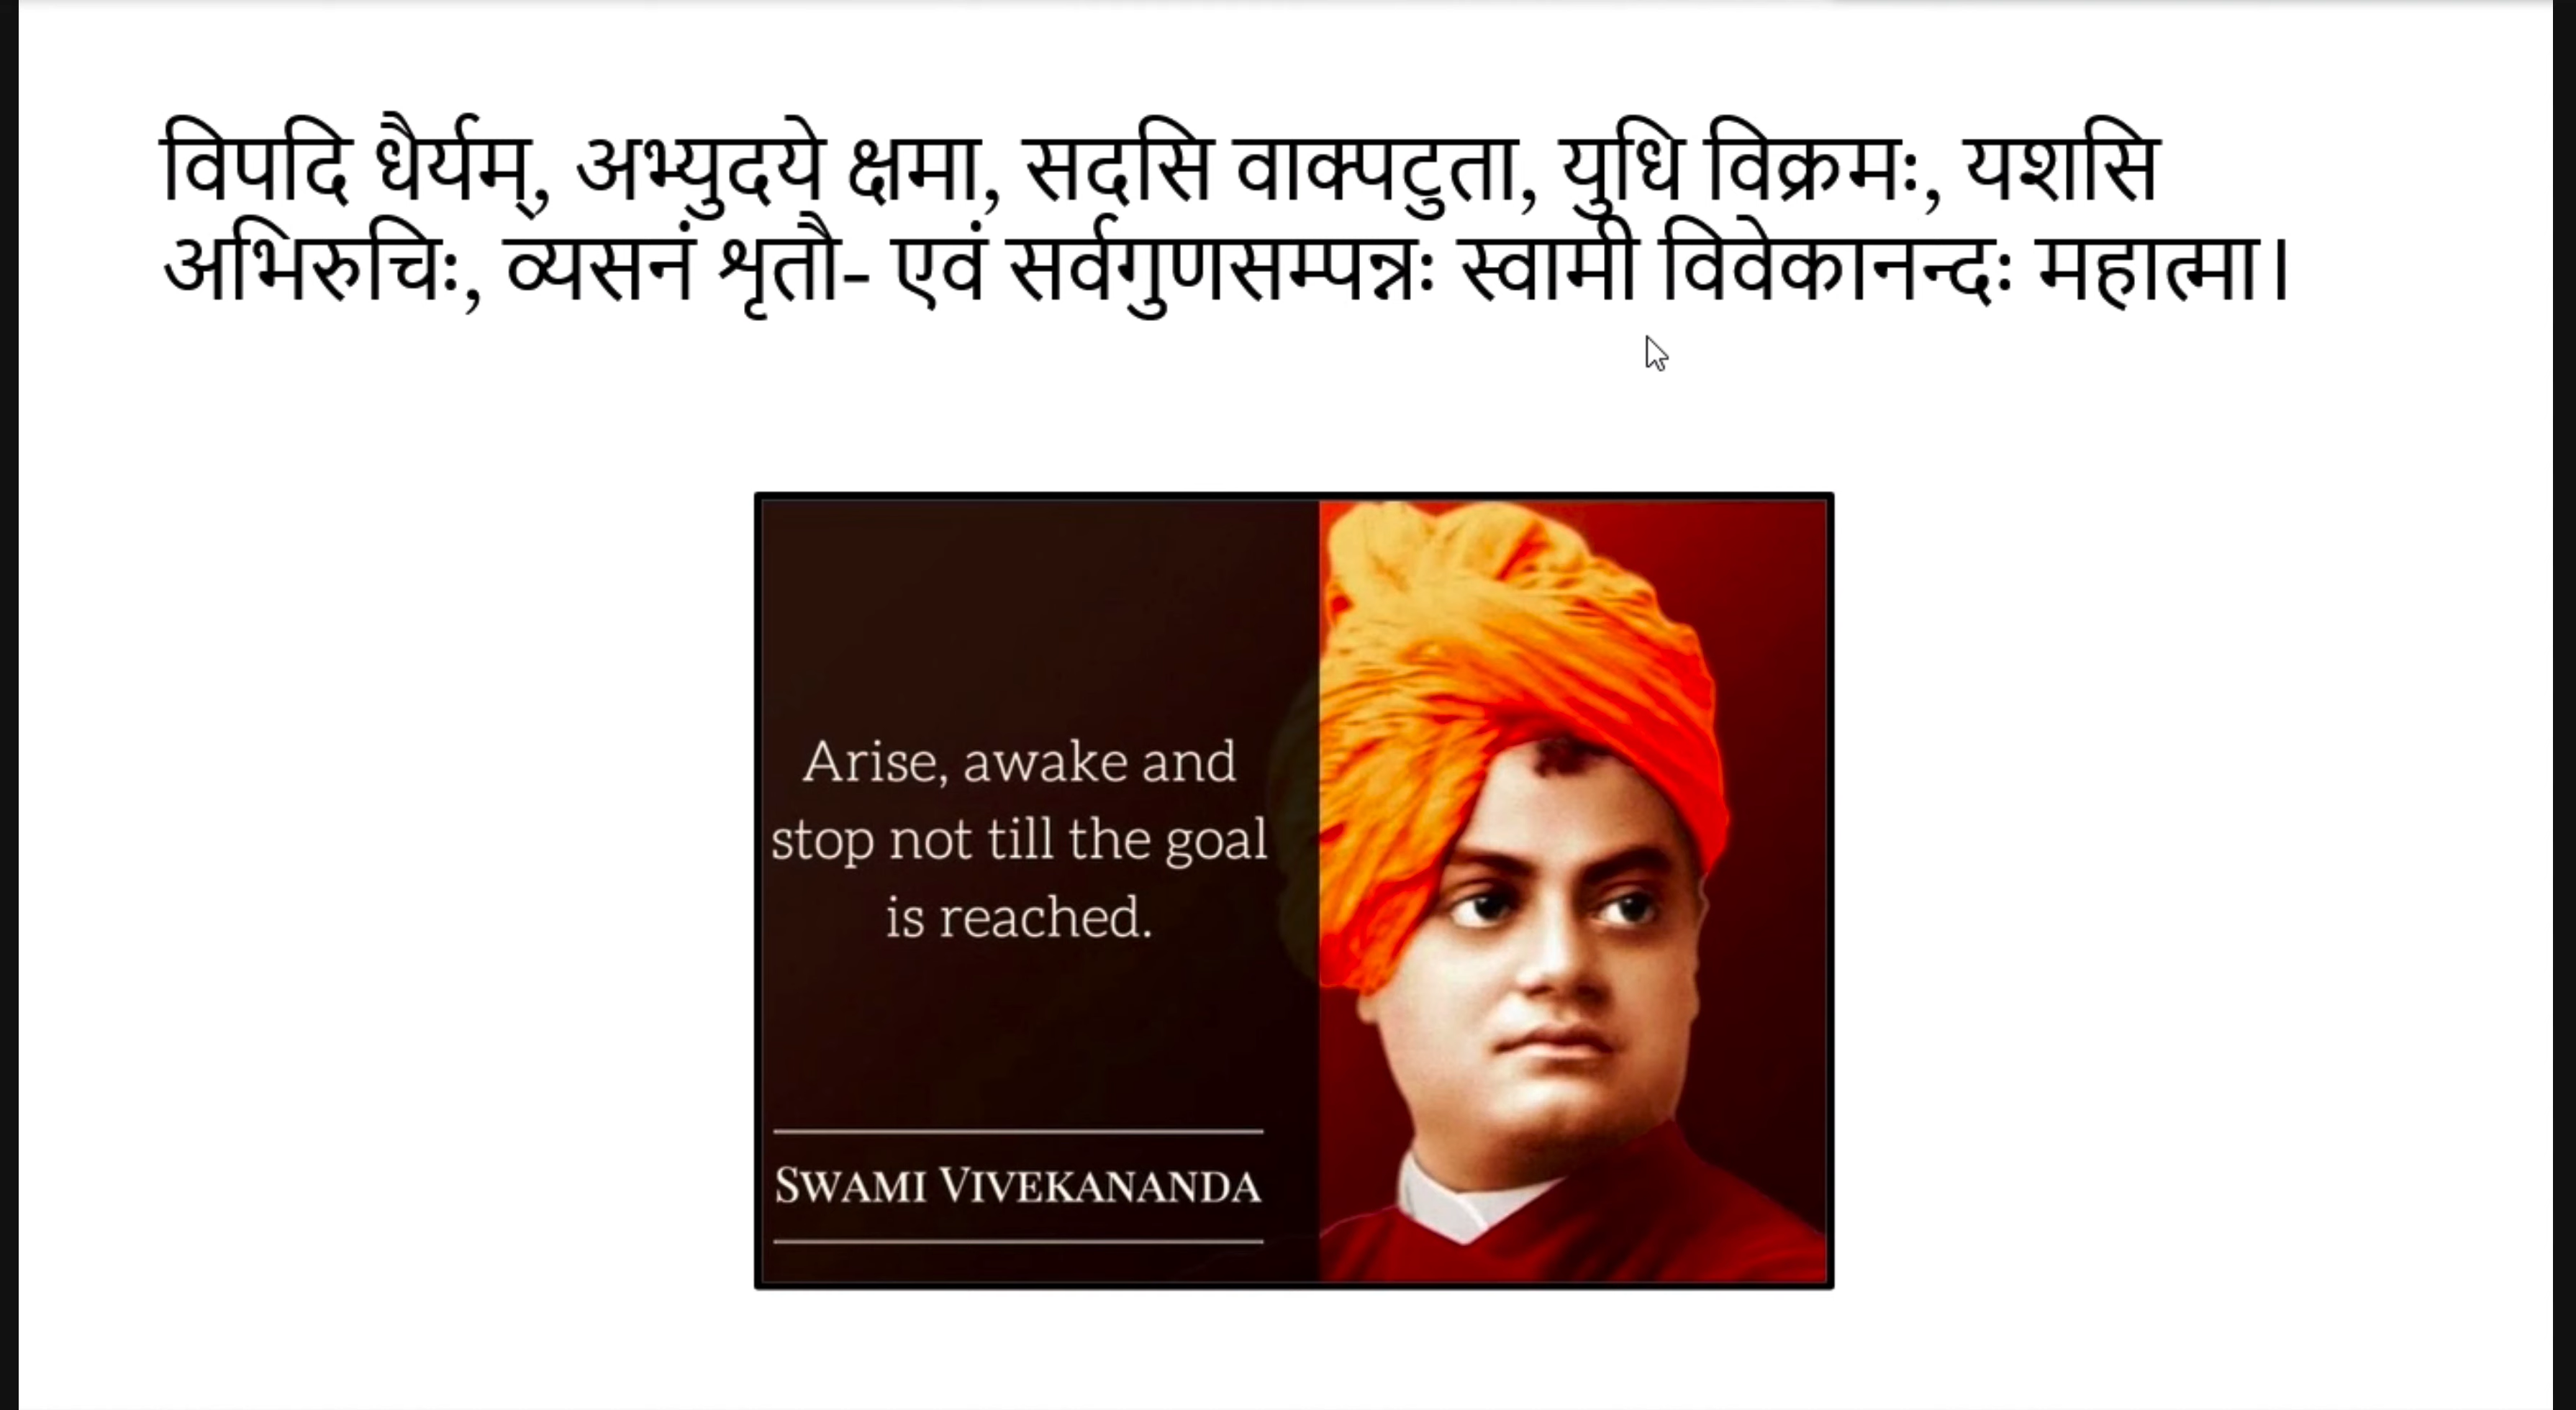 विपदि धैर्यम्, अभ्युदये क्षमा, सदसि वाक्पटुता, युधि विक्रमः, यशसि
अभिरुचिः, व्यसनं श्रृतौ- एवं सर्वगुणसम्पन्नः स्वामी विवेकानन्दः महात्मा।
Arise, awake and
stop not till the goal
is reached.
SWAMI VIVEKANANDA